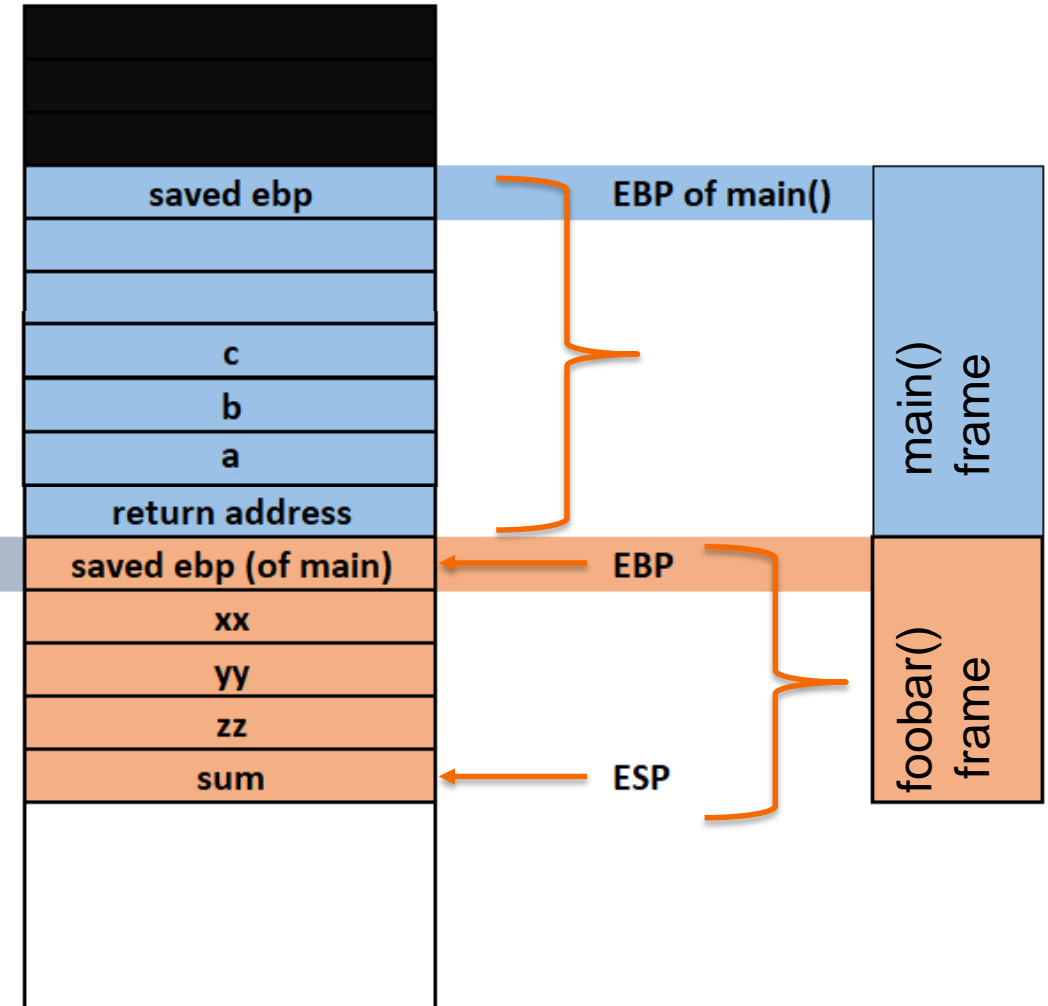 saved ebp
EBP of main()
c
b
a
return address
main()
frame
saved ebp (of main)
EBP
xx
yy
zz
sum
ESP
foobar()
frame